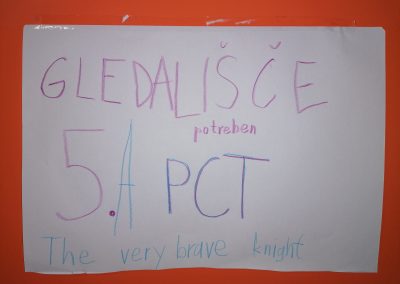 GLEDALIŠČE
potreben
5.A PCT
The very brave knight